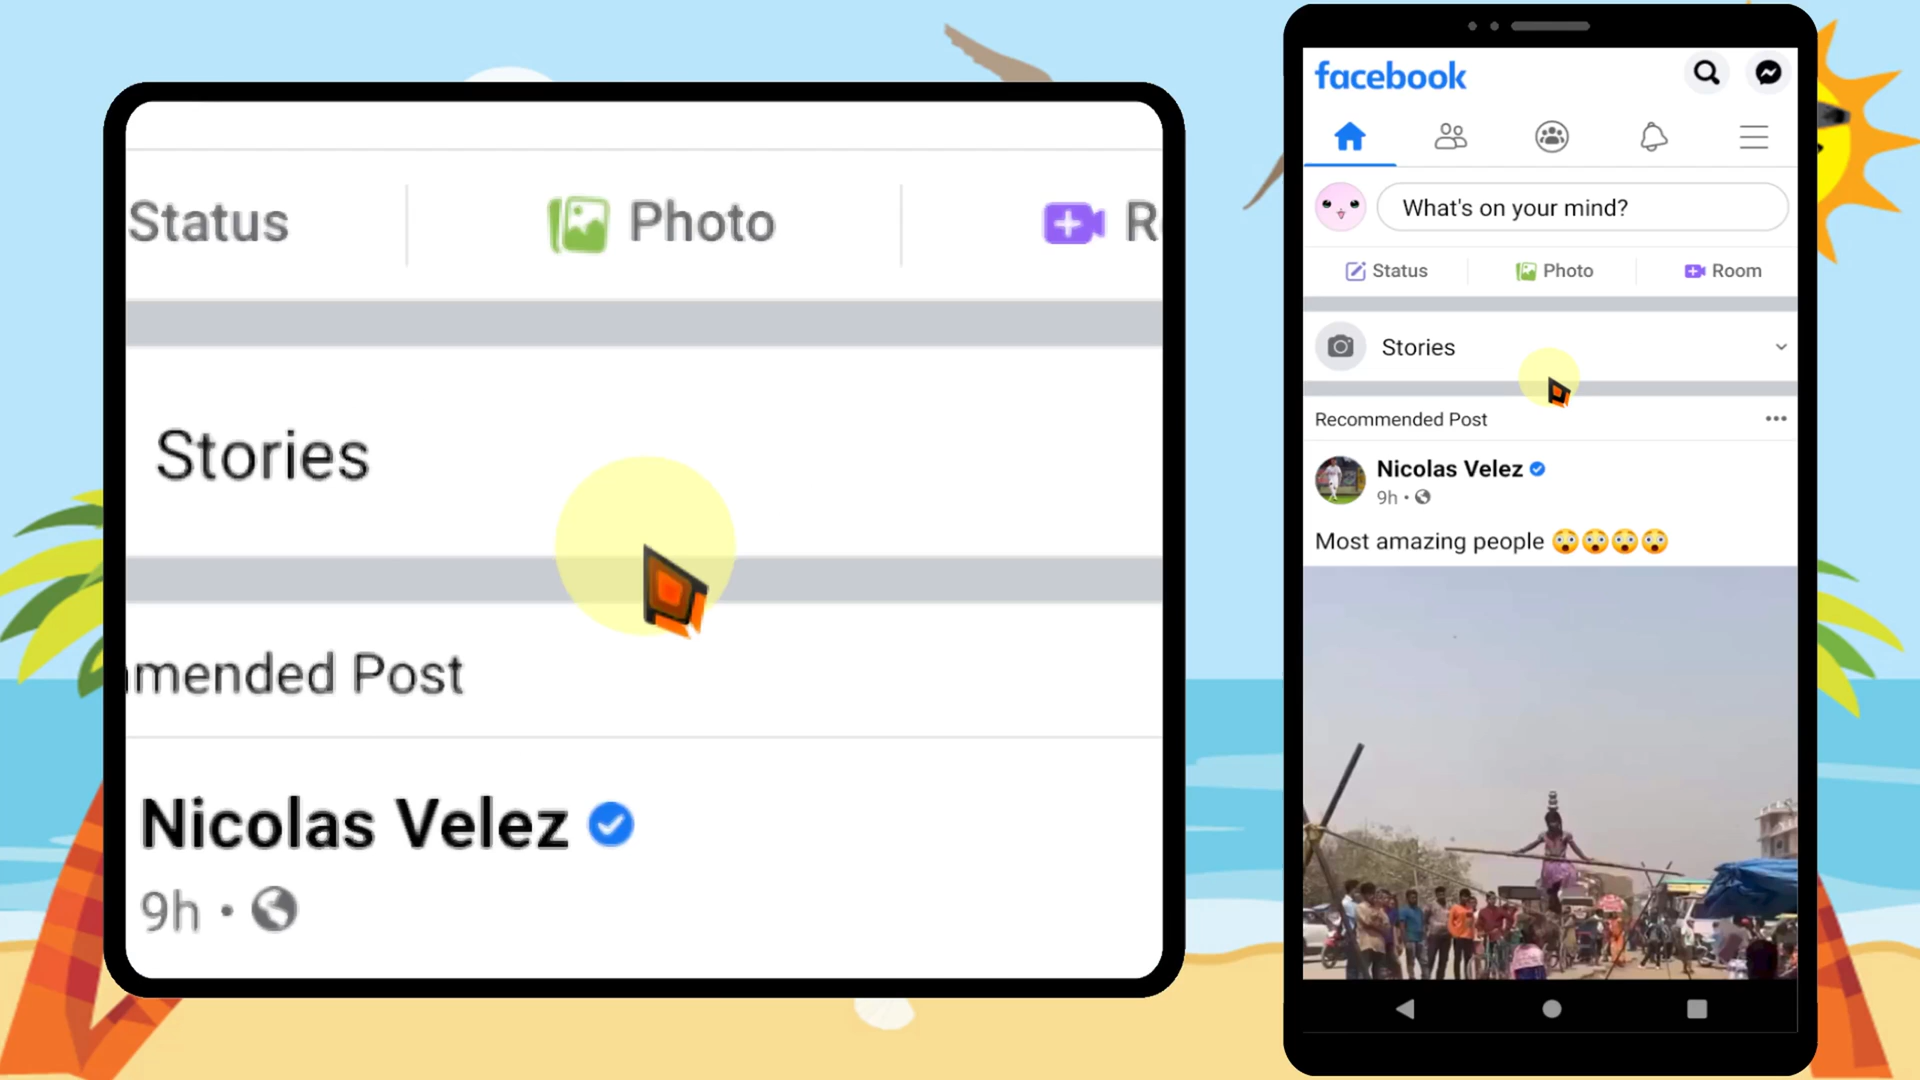 Status
Photo
R
Stories
mended Post
Nicolas Velez
9h
facebook
What's on your mind?
Status
Photo
Room
Stories
Recommended Post
Nicolas Velez
9h
Most amazing people 😳😳😳😳